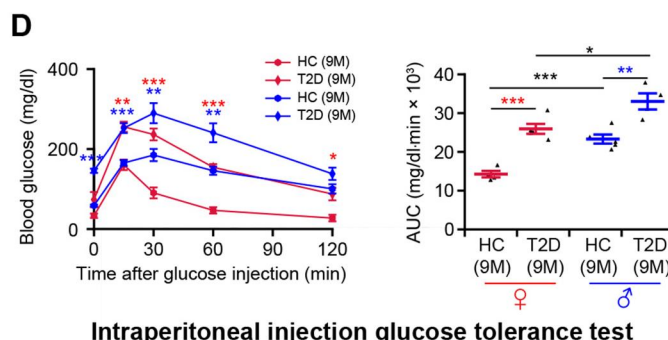 D
HC (9M)
T2D (9M)
HC (9M)
T2D (9M)
Blood glucose (mg/dl)
400
200
0
***
**
***
***
**
***
**
*
0 15 30 60 120
Time after glucose injection (min)
AUC (mg/dl·min × 10³)
40
30
20
10
0
*
***
**
***
HC T2D HC T2D
(9M) (9M) (9M) (9M)
♀ ♂
Intraperitoneal injection glucose tolerance test